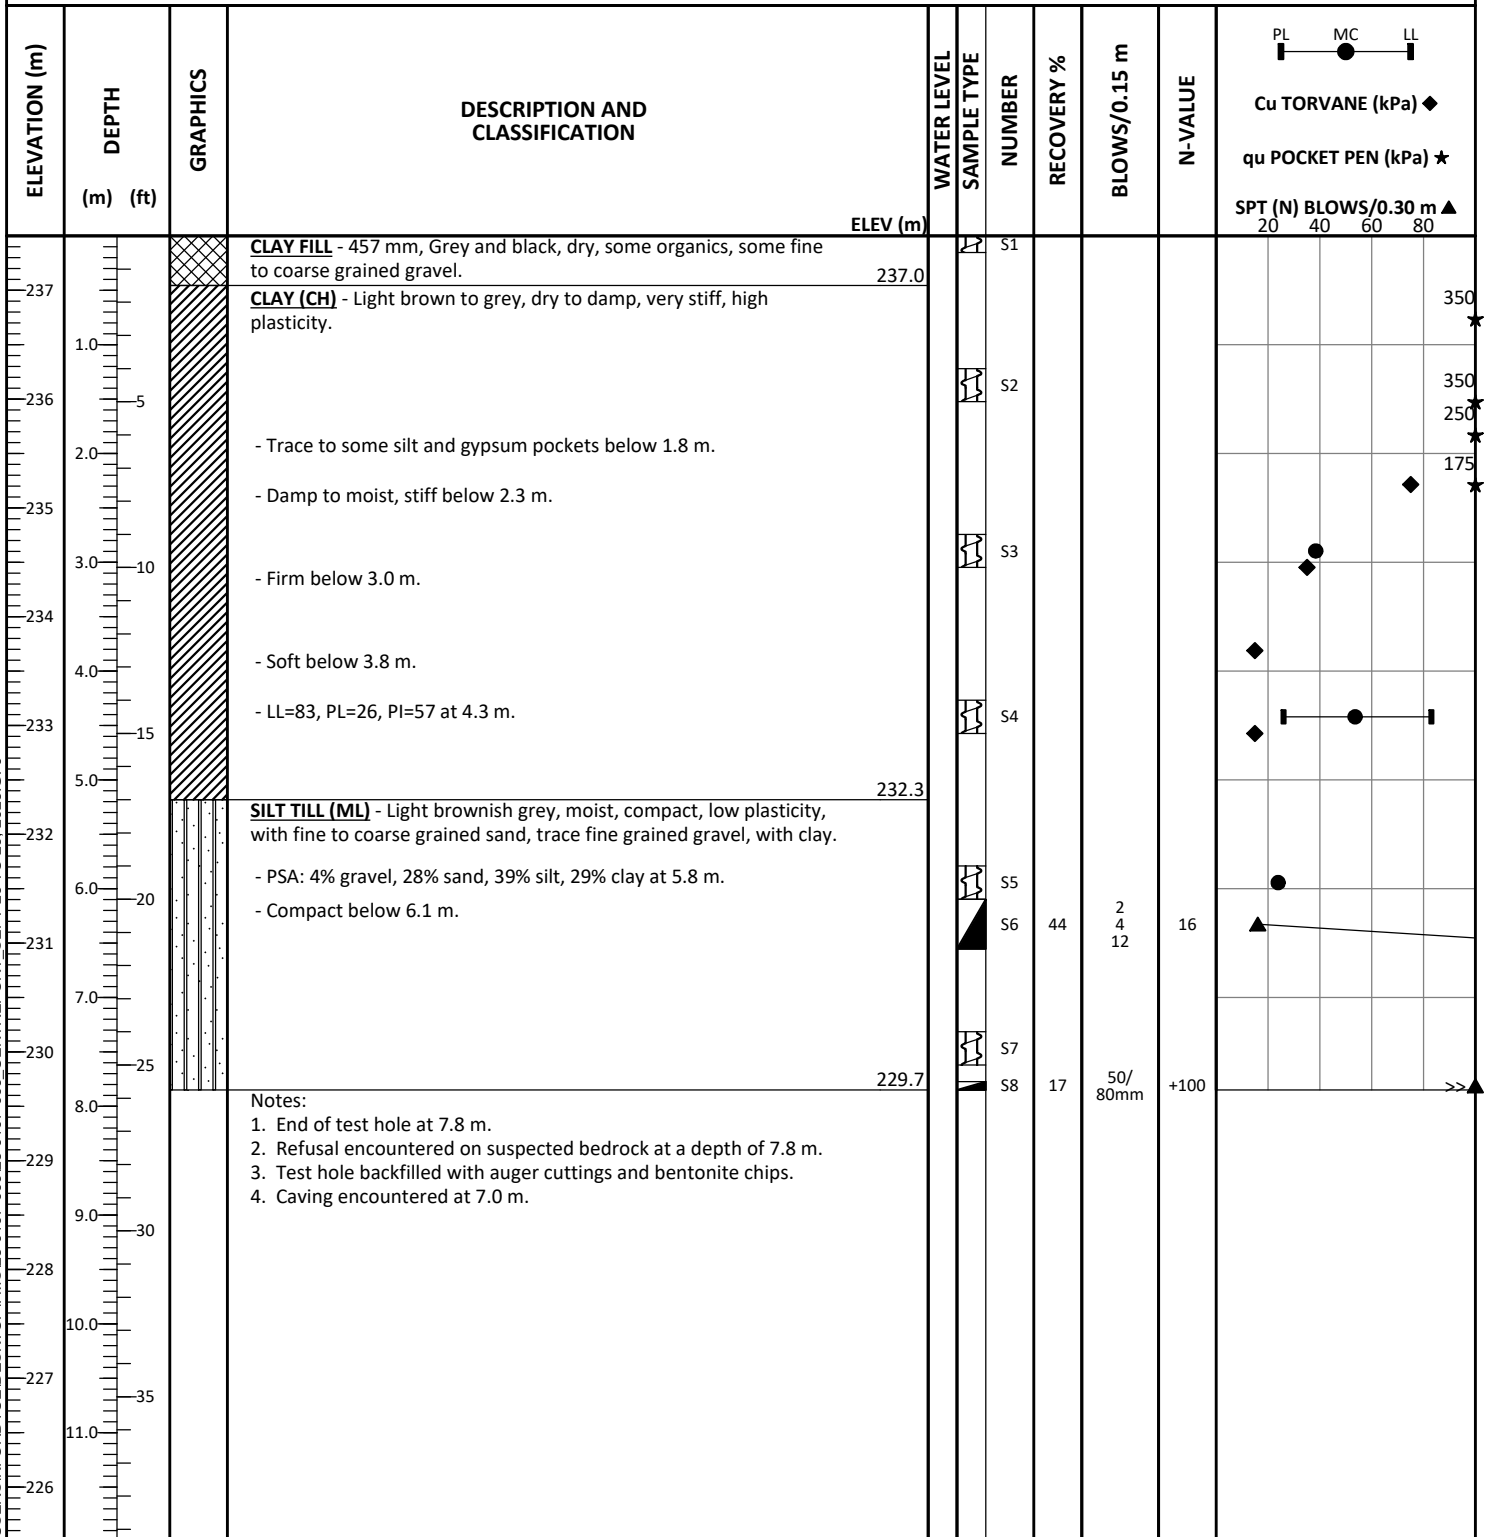 ELEVATION (m)
DEPTH
(m) (ft)
GRAPHICS
DESCRIPTION AND
CLASSIFICATION
ELEV (m)
WATER LEVEL
SAMPLE TYPE
NUMBER
RECOVERY %
BLOWS/0.15 m
N-VALUE
PL MC LL
Cu TORVANE (kPa)
qu POCKET PEN (kPa)
SPT (N) BLOWS/0.30 m
20 40 60 80
CLAY FILL - 457 mm, Grey and black, dry, some organics, some fine
to coarse grained gravel.
237.0
S1
237
CLAY (CH) - Light brown to grey, dry to damp, very stiff, high
plasticity.
350
1.0
S2
350
236
5
250
- Trace to some silt and gypsum pockets below 1.8 m.
2.0
175
- Damp to moist, stiff below 2.3 m.
235
S3
3.0
10
- Firm below 3.0 m.
234
- Soft below 3.8 m.
4.0
- LL=83, PL=26, PI=57 at 4.3 m.
S4
233
15
5.0
232.3
SILT TILL (ML) - Light brownish grey, moist, compact, low plasticity,
with fine to coarse grained sand, trace fine grained gravel, with clay.
232
- PSA: 4% gravel, 28% sand, 39% silt, 29% clay at 5.8 m.
S5
6.0
20
- Compact below 6.1 m.
S6 44
2
4
12
16
231
7.0
S7
230
25
229.7
S8 17
50/
80mm
+100
>>
8.0
Notes:
1. End of test hole at 7.8 m.
2. Refusal encountered on suspected bedrock at a depth of 7.8 m.
3. Test hole backfilled with auger cuttings and bentonite chips.
4. Caving encountered at 7.0 m.
229
9.0
30
228
10.0
227
35
11.0
226